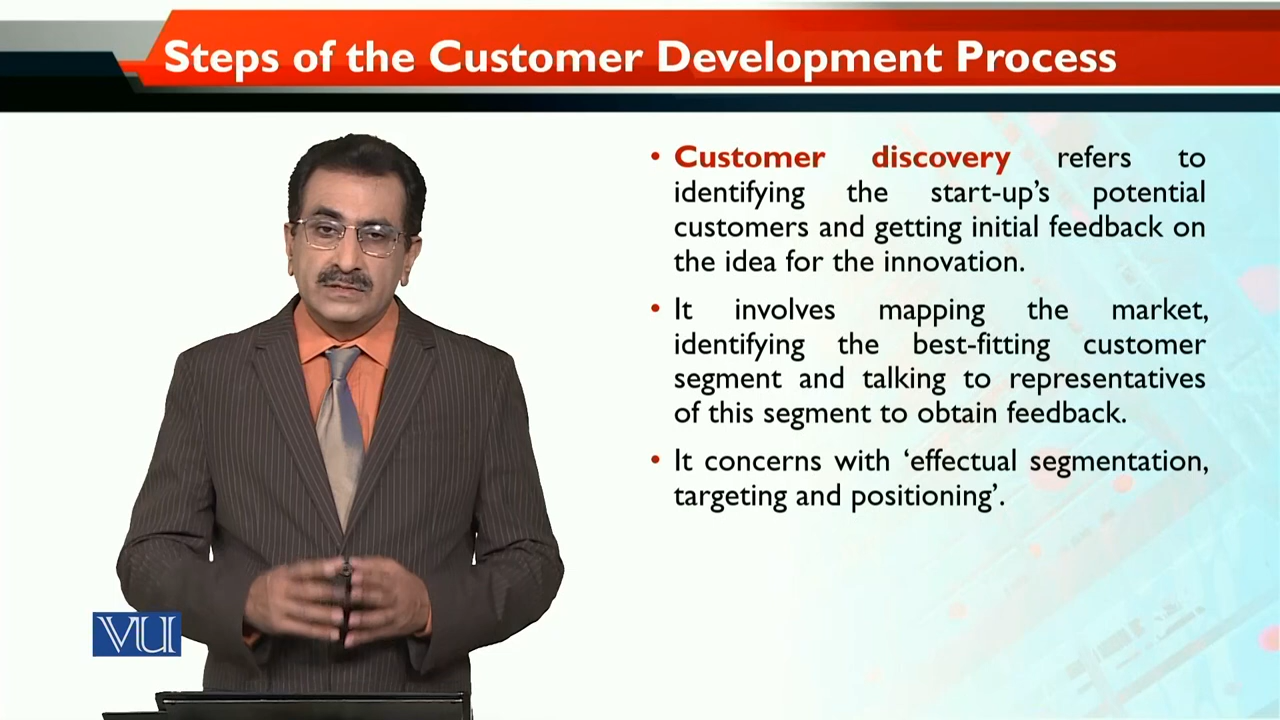 Steps of the Customer Development Process
• Customer discovery refers to
identifying the start-up's potential
customers and getting initial feedback on
the idea for the innovation.
• It involves mapping the market,
identifying the best-fitting customer
segment and talking to representatives
of this segment to obtain feedback.
• It concerns with ‘effectual segmentation,
targeting and positioning’.
VU